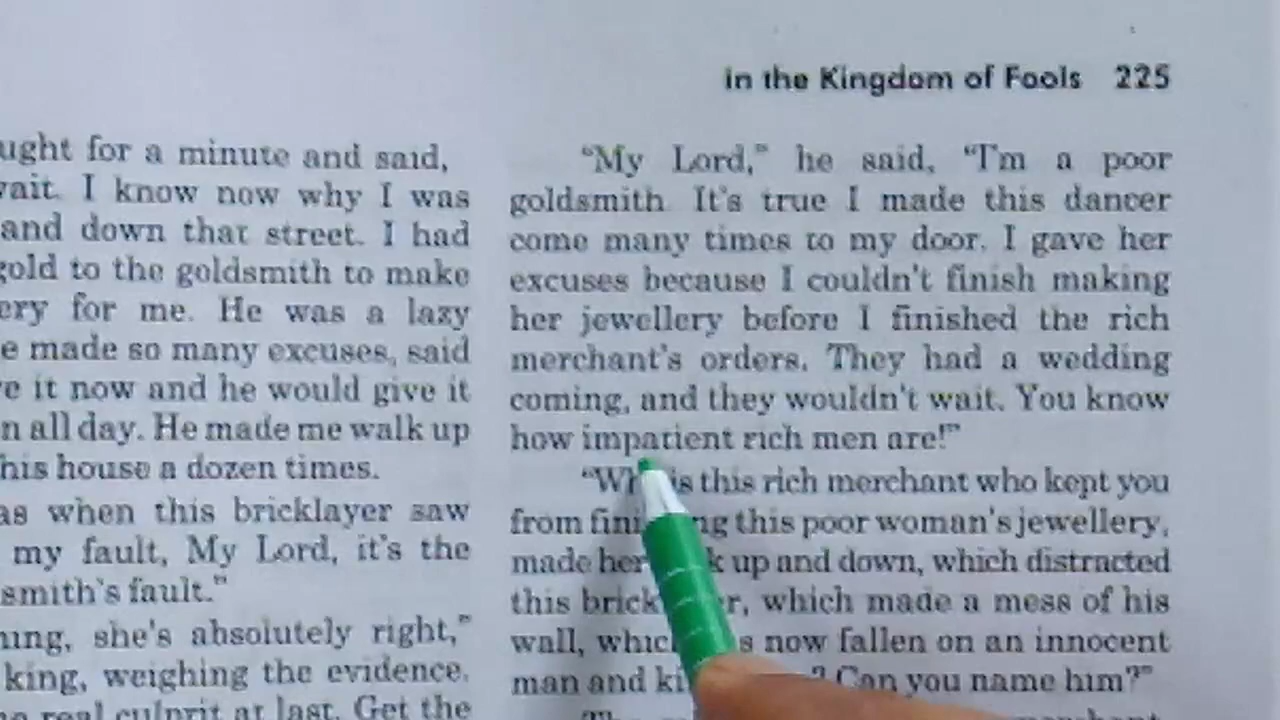 in the Kingdom of Fools 225
ught for a minute and said,
wait. I know now why I was
and down that street. I had
gold to the goldsmith to make
ery for me. He was a lazy
e made so many excuses, said
e it now and he would give it
n all day. He made me walk up
his house a dozen times.
as when this bricklayer saw
my fault, My Lord, it's the
smith's fault."
ning, she's absolutely right,"
king, weighing the evidence.
real culprit at last. Get the
"My Lord," he said, "I'm a poor
goldsmith. It's true I made this dancer
come many times to my door. I gave her
excuses because I couldn't finish making
her jewellery before I finished the rich
merchant's orders. They had a wedding
coming, and they wouldn't wait. You know
how impatient rich men are!"
is this rich merchant who kept you
from this poor woman's jewellery,
made her up and down, which distracted
this which made a mess of his
wall, now fallen on an innocent
man and Can you name him?"